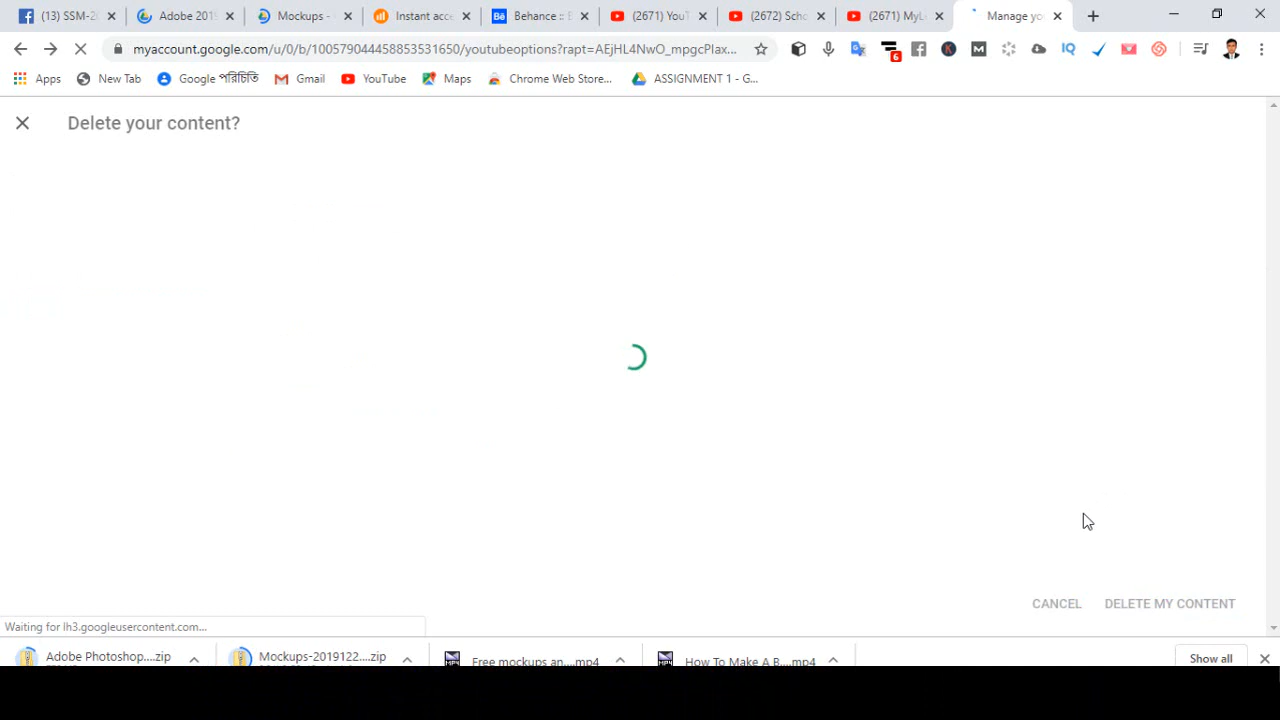 (13) SSM-2 Adobe 201 Mockups - Instant acc Behance :: (2671) YouT (2672) Scho (2671) MyL Manage yo
myaccount.google.com/u/0/b/100579044458853531650/youtubeoptions?rapt=AEjHL4NwO_mpgcPlax...
6
Apps New Tab Google পরিচিতি Gmail YouTube Maps Chrome Web Store... ASSIGNMENT 1 - G...
Delete your content?
CANCEL DELETE MY CONTENT
Waiting for lh3.googleusercontent.com...
Adobe Photoshop....zip Mockups-2019122....zip Free mockups an....mp4 How To Make A B....mp4 Show all